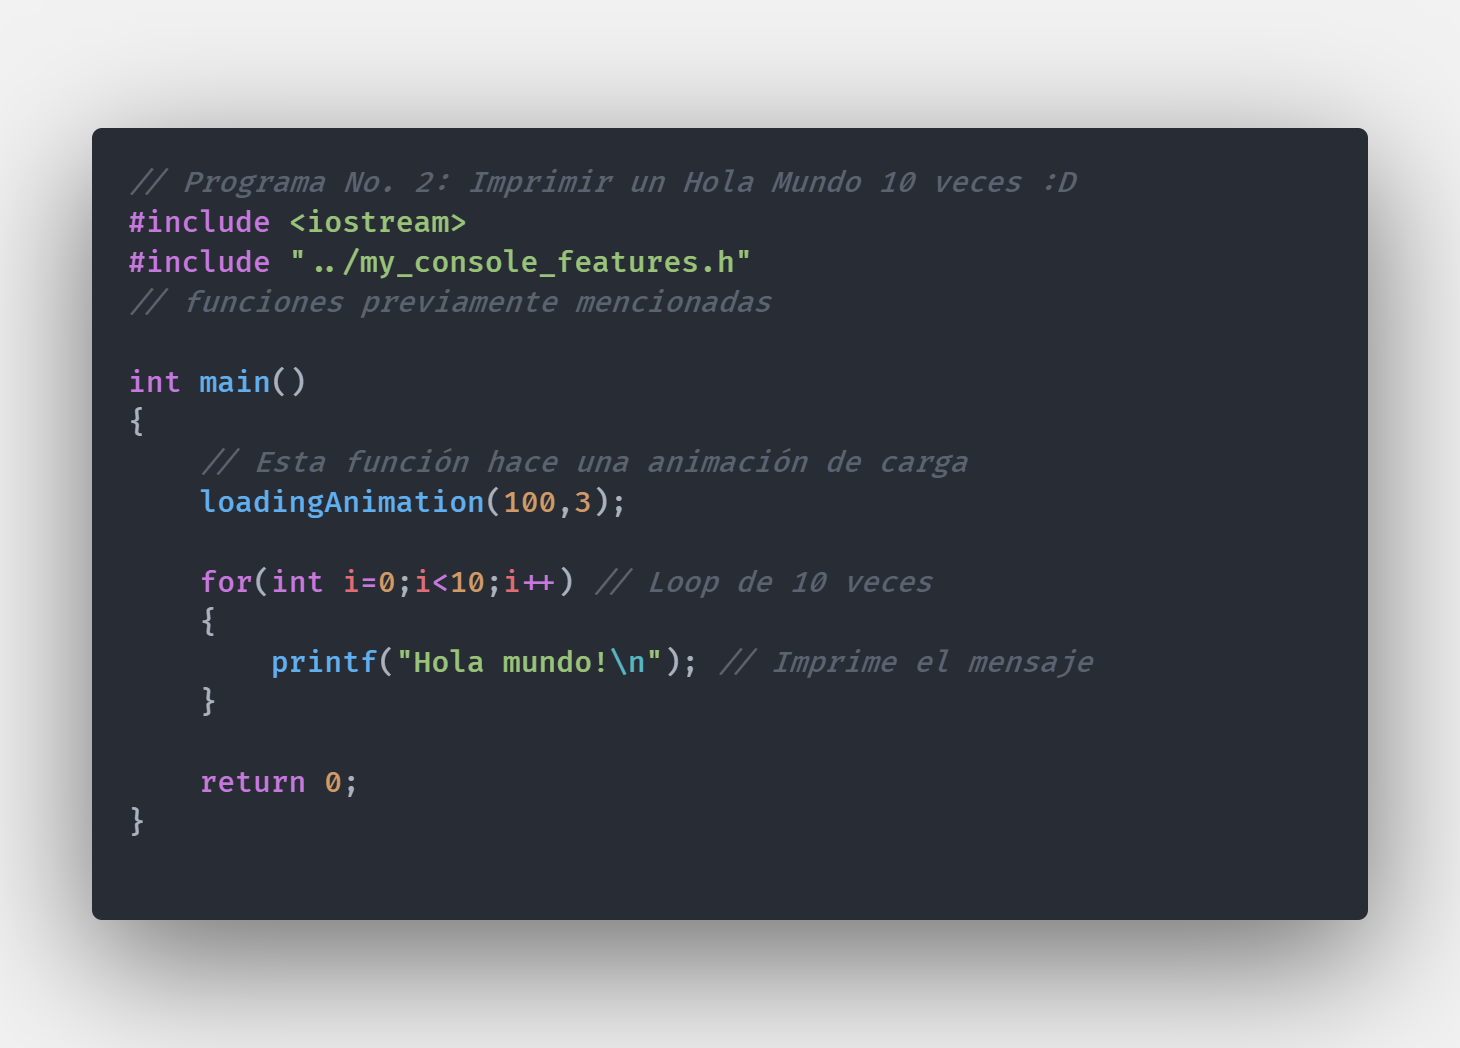 // Programa No. 2: Imprimir un Hola Mundo 10 veces :D
#include <iostream>
#include "../my_console_features.h"
// funciones previamente mencionadas
int main()
{
// Esta función hace una animación de carga
loadingAnimation(100,3);
for(int i=0;i<10;i++) // Loop de 10 veces
{
printf("Hola mundo!\n"); // Imprime el mensaje
}
return 0;
}